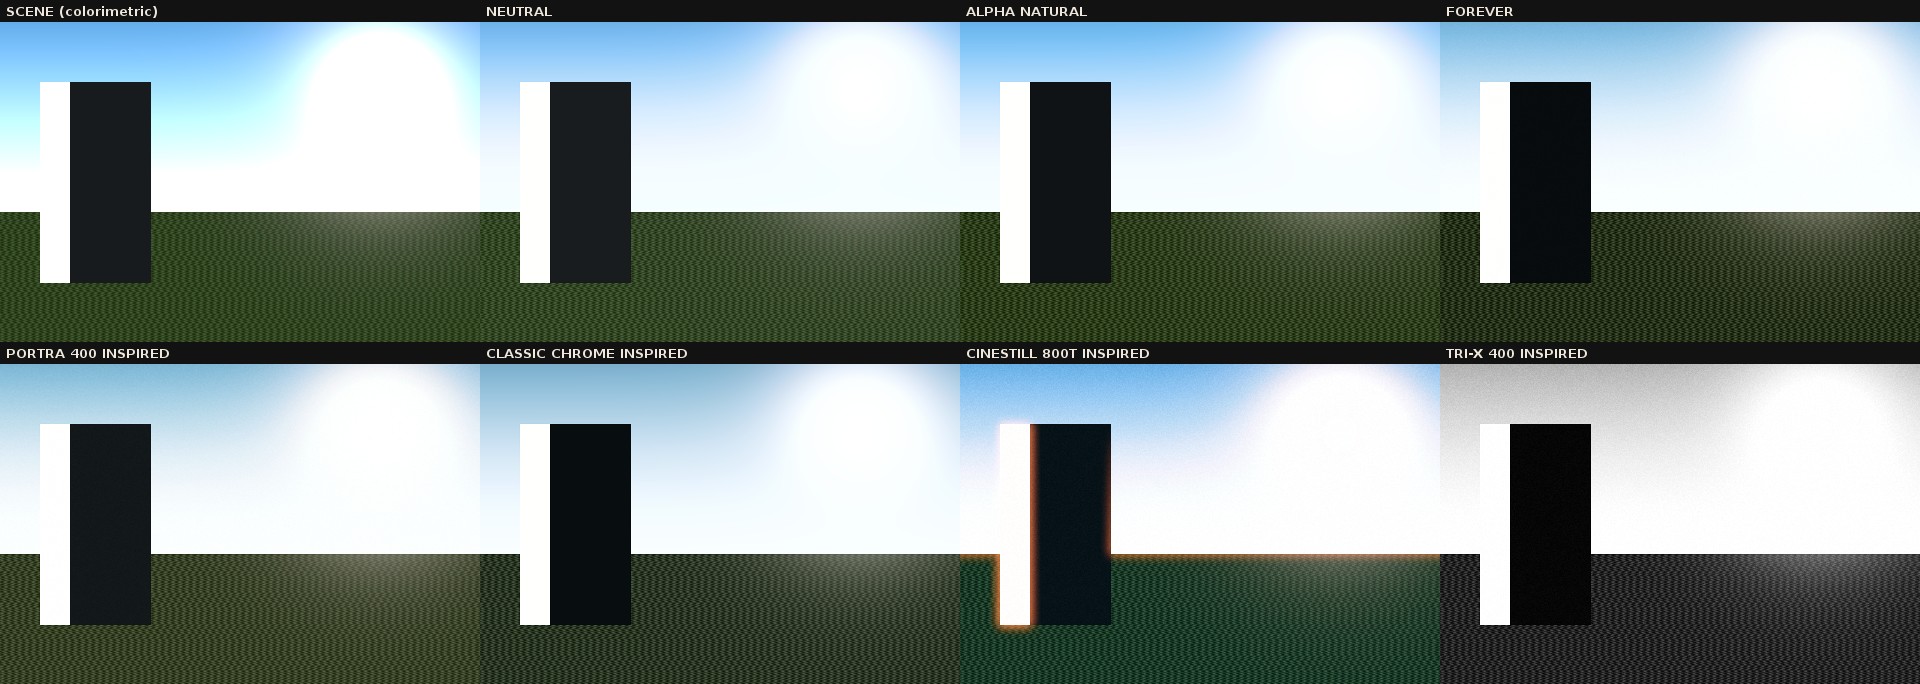 SCENE (colorimetric)
NEUTRAL
ALPHA NATURAL
FOREVER
PORTRA 400 INSPIRED
CLASSIC CHROME INSPIRED
CINESTILL 800T INSPIRED
TRI-X 400 INSPIRED